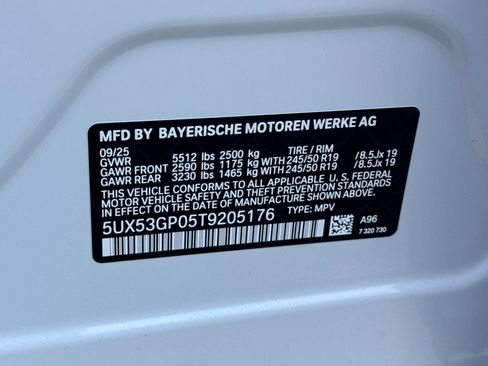 MFD BY BAYERISCHE MOTOREN WERKE AG
09/25 TIRE / RIM
GVWR 5512 lbs 2500 kg
GAWR FRONT 2590 lbs 1175 kg WITH 245/50 R19 / 8.5Jx 19
GAWR REAR 3230 lbs 1465 kg WITH 245/50 R19 / 8.5Jx 19
THIS VEHICLE CONFORMS TO ALL APPLICABLE U.S. FEDERAL
MOTOR VEHICLE SAFETY AND THEFT PREVENTION STANDARDS
IN EFFECT ON THE DATE OF MANUFACTURE SHOWN ABOVE.
5UX53GP05T9205176 TYPE: MPV
A96
7 320 730